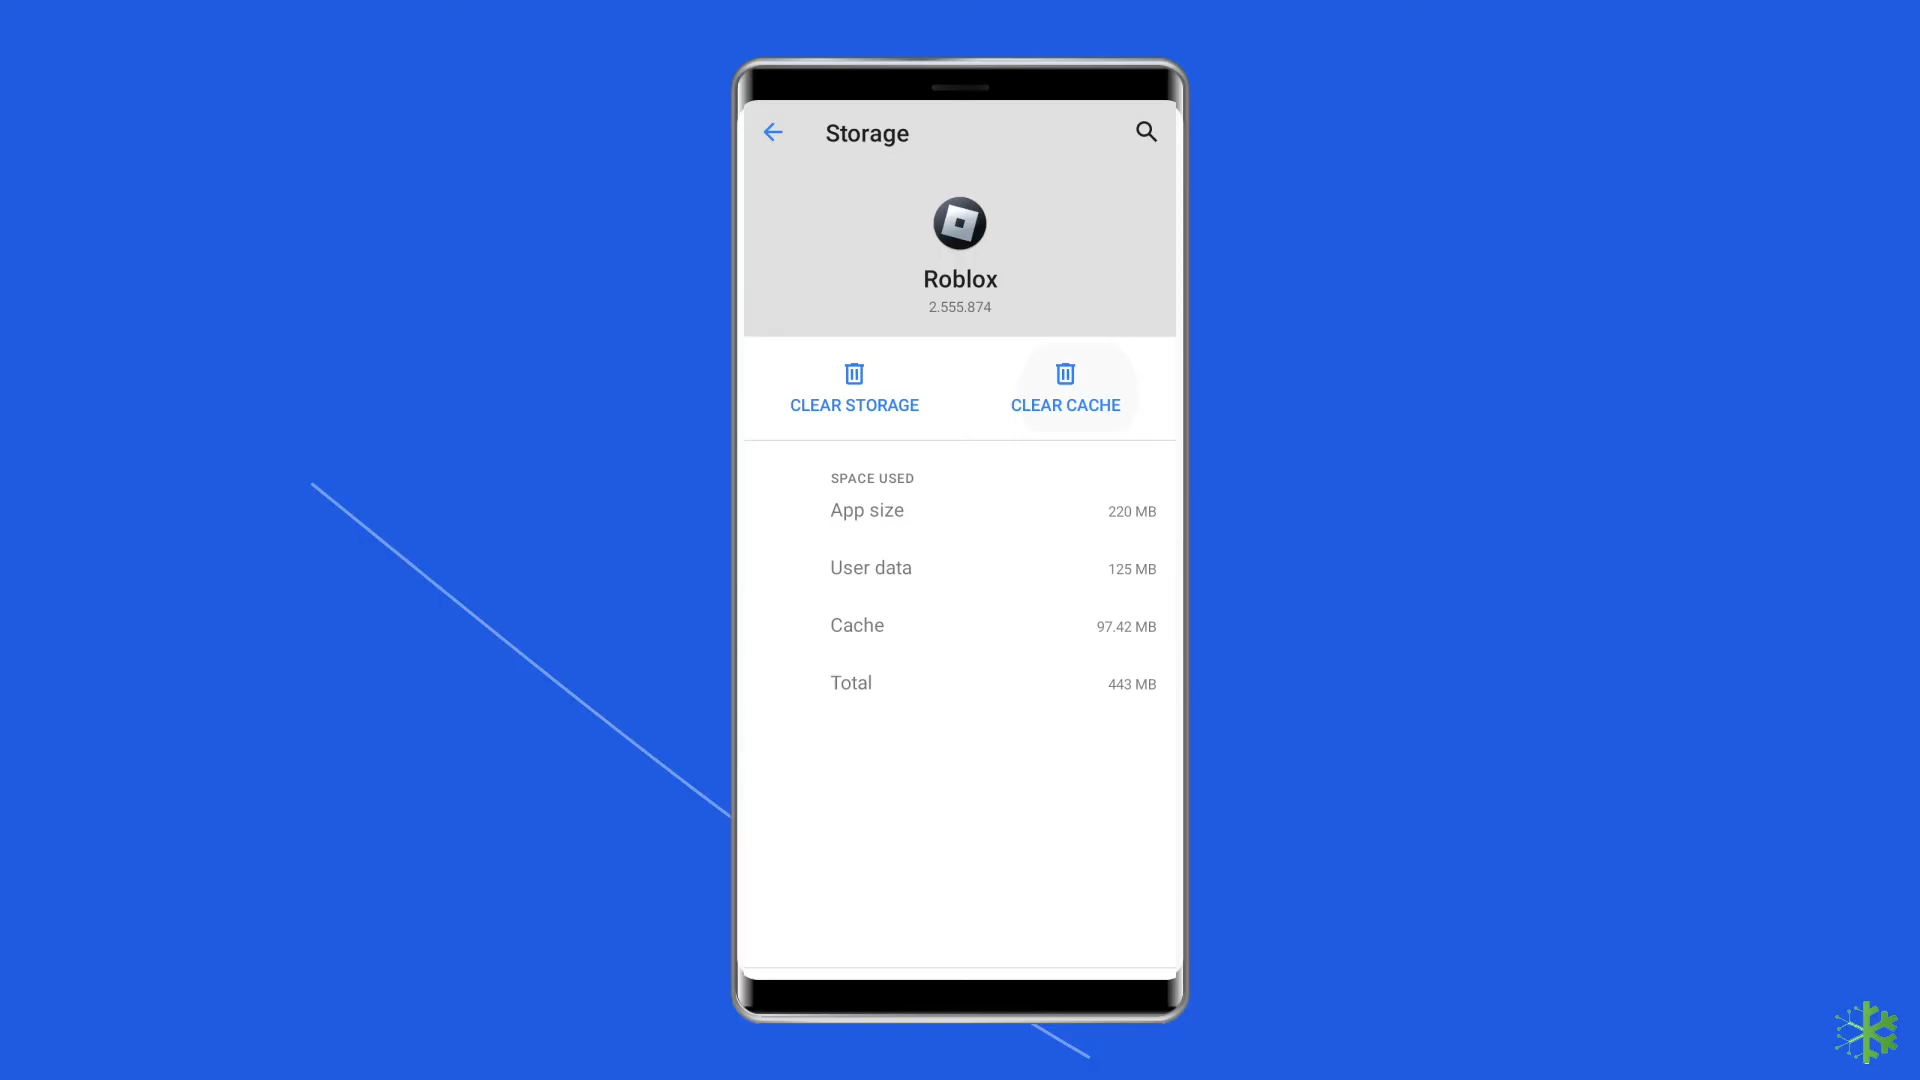 Storage
Roblox
2.555.874
CLEAR STORAGE
CLEAR CACHE
SPACE USED
App size
220 MB
User data
125 MB
Cache
97.42 MB
Total
443 MB